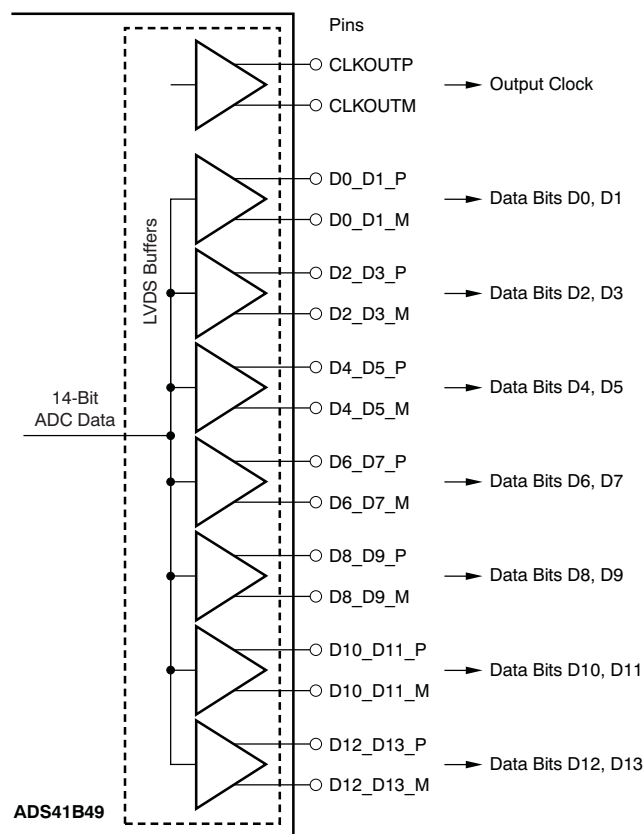 Pins
CLKOUTP
Output Clock
CLKOUTM
D0_D1_P
Data Bits D0, D1
D0_D1_M
LVDS Buffers
D2_D3_P
Data Bits D2, D3
D2_D3_M
D4_D5_P
Data Bits D4, D5
D4_D5_M
14-Bit
ADC Data
D6_D7_P
Data Bits D6, D7
D6_D7_M
D8_D9_P
Data Bits D8, D9
D8_D9_M
D10_D11_P
Data Bits D10, D11
D10_D11_M
D12_D13_P
Data Bits D12, D13
D12_D13_M
ADS41B49